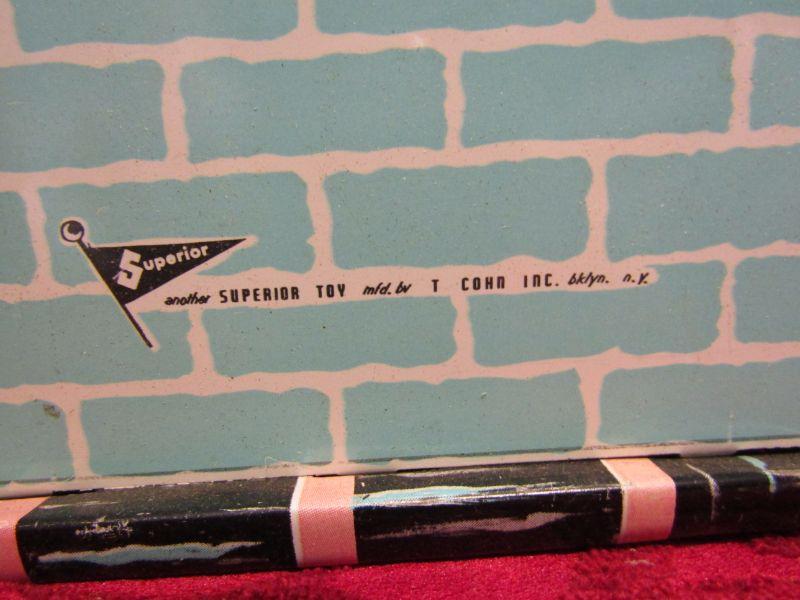 Superior
another SUPERIOR TOY mfd. by T COHN INC. bklyn. n.y.